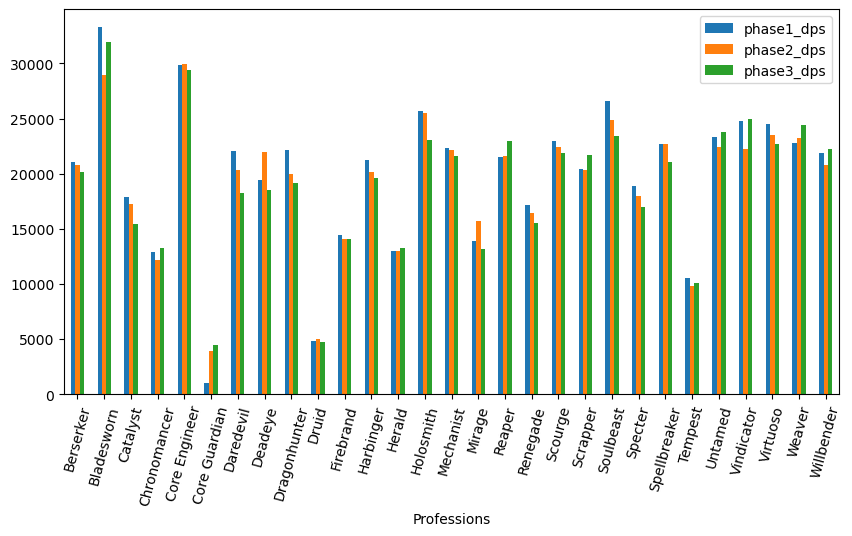 phase1_dps
phase2_dps
phase3_dps
30000
25000
20000
15000
10000
5000
0
Berserker
Bladesworn
Catalyst
Chronomancer
Core Engineer
Core Guardian
Daredevil
Deadeye
Dragonhunter
Druid
Firebrand
Harbinger
Herald
Holosmith
Mechanist
Mirage
Reaper
Renegade
Scourge
Scrapper
Soulbeast
Specter
Spellbreaker
Tempest
Untamed
Vindicator
Virtuoso
Weaver
Willbender
Professions